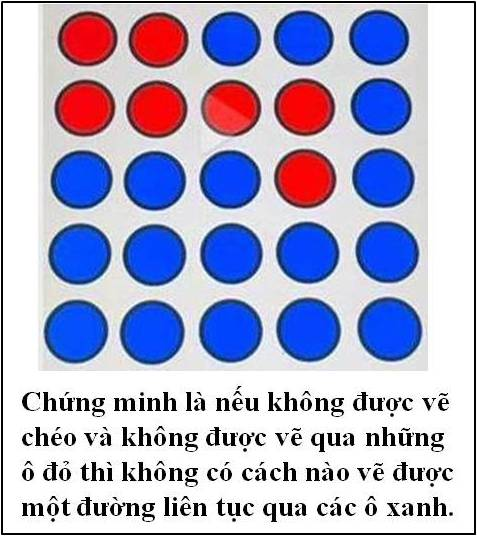 Chứng minh là nếu không được vẽ
chéo và không được vẽ qua những
ô đỏ thì không có cách nào vẽ được
một đường liên tục qua các ô xanh.